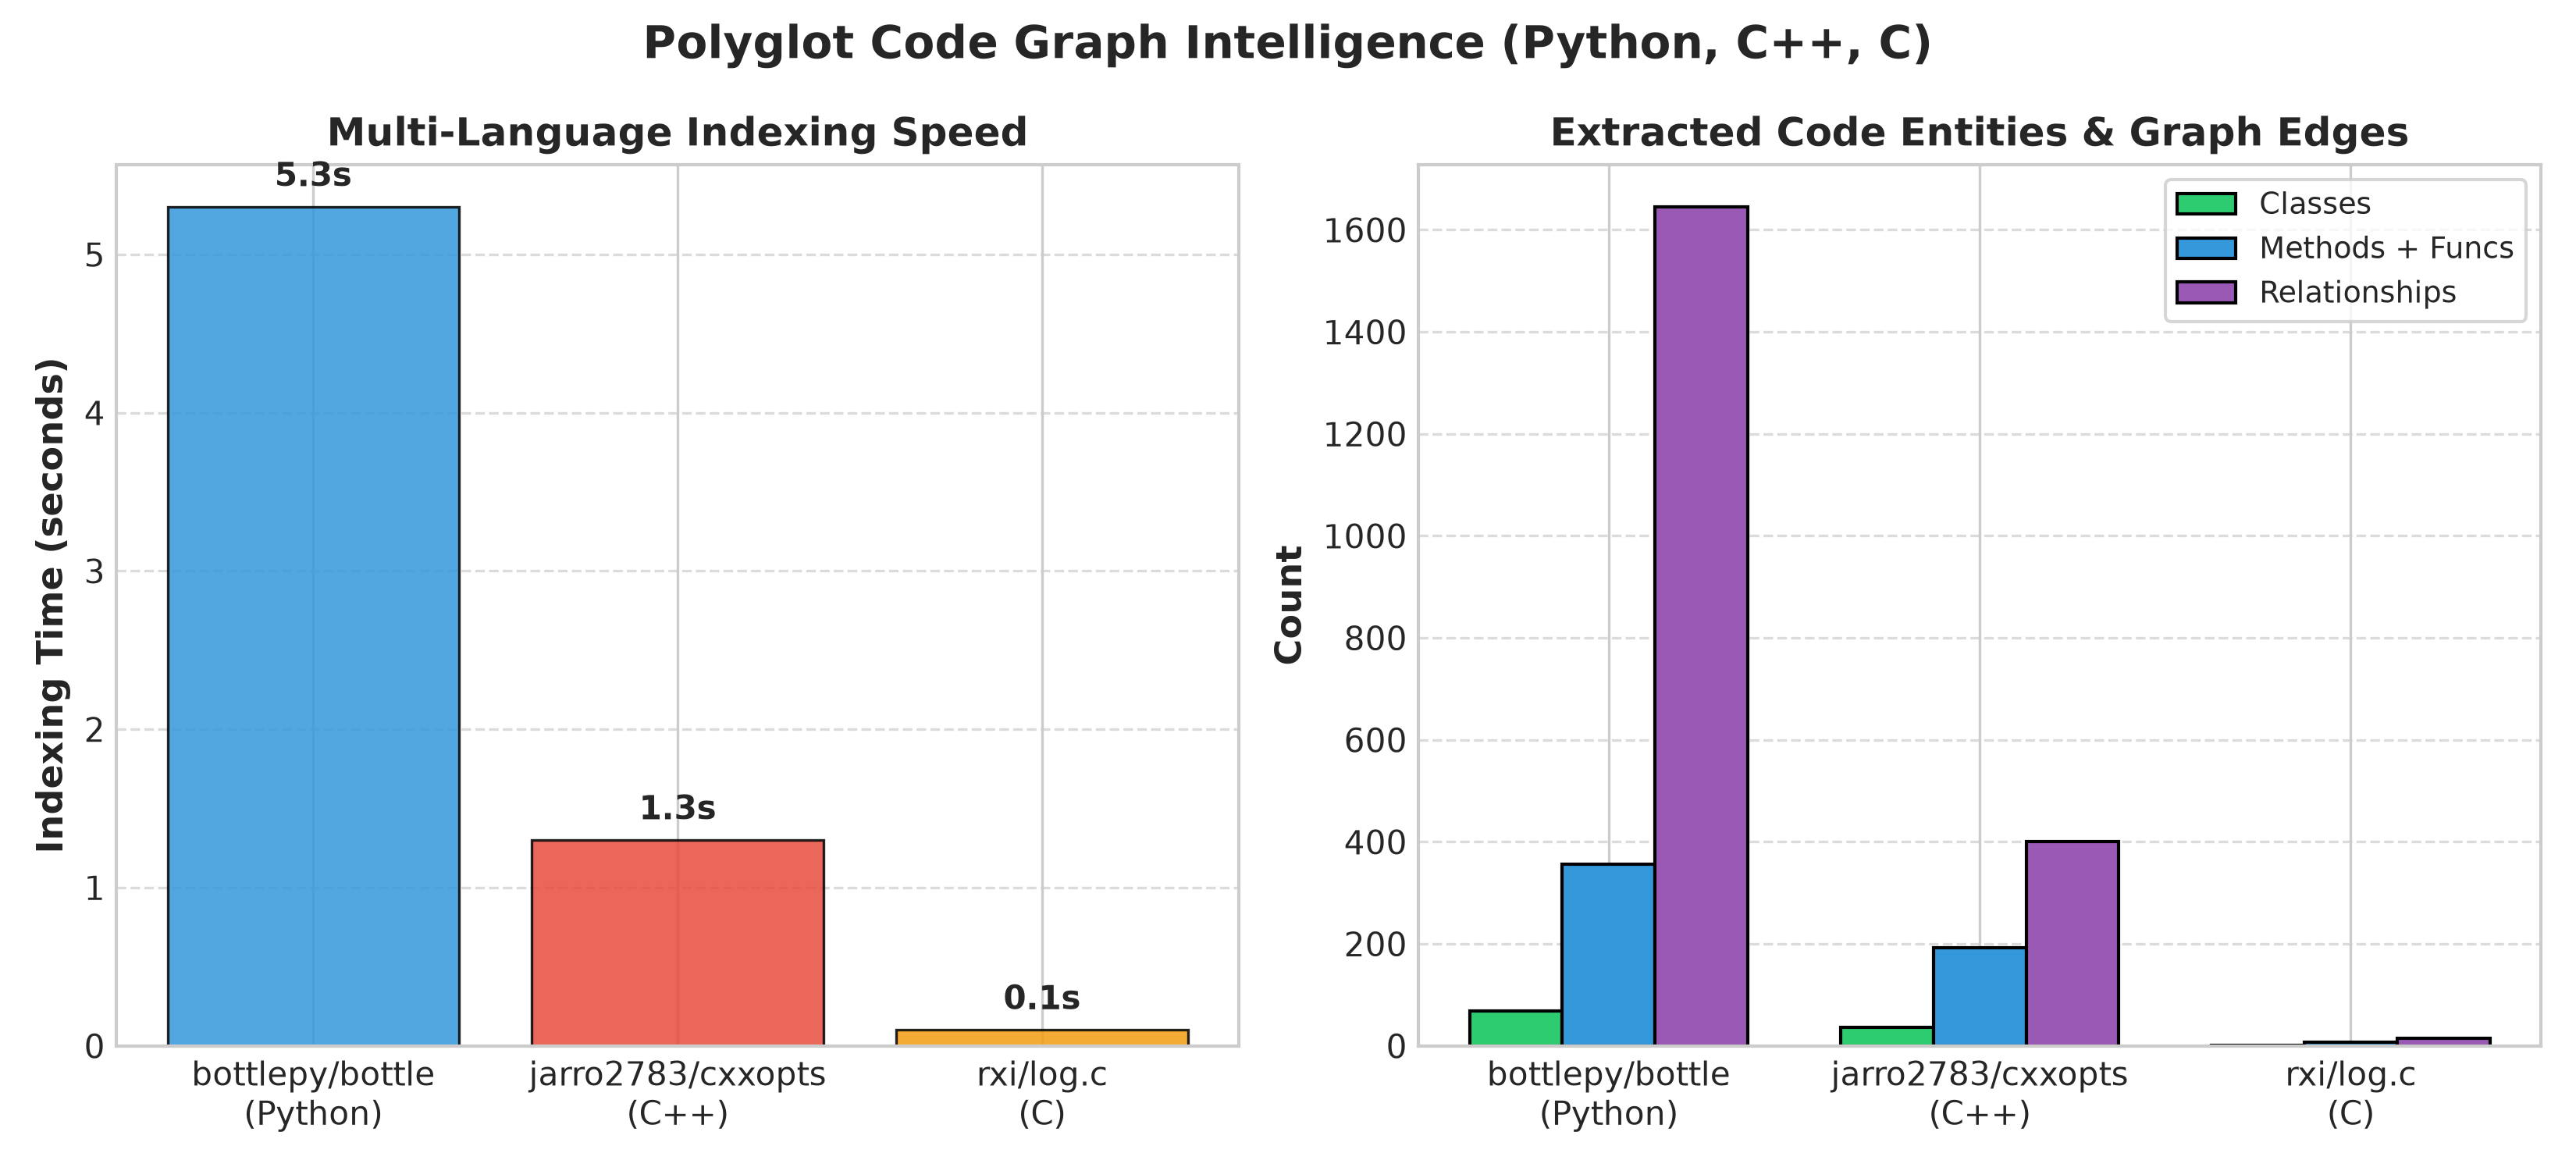 Polyglot Code Graph Intelligence (Python, C++, C)
Multi-Language Indexing Speed
Indexing Time (seconds)
5
4
3
2
1
0
5.3s
1.3s
0.1s
bottlepy/bottle
(Python)
jarro2783/cxxopts
(C++)
rxi/log.c
(C)
Extracted Code Entities & Graph Edges
Count
1600
1400
1200
1000
800
600
400
200
0
Classes
Methods + Funcs
Relationships
bottlepy/bottle
(Python)
jarro2783/cxxopts
(C++)
rxi/log.c
(C)